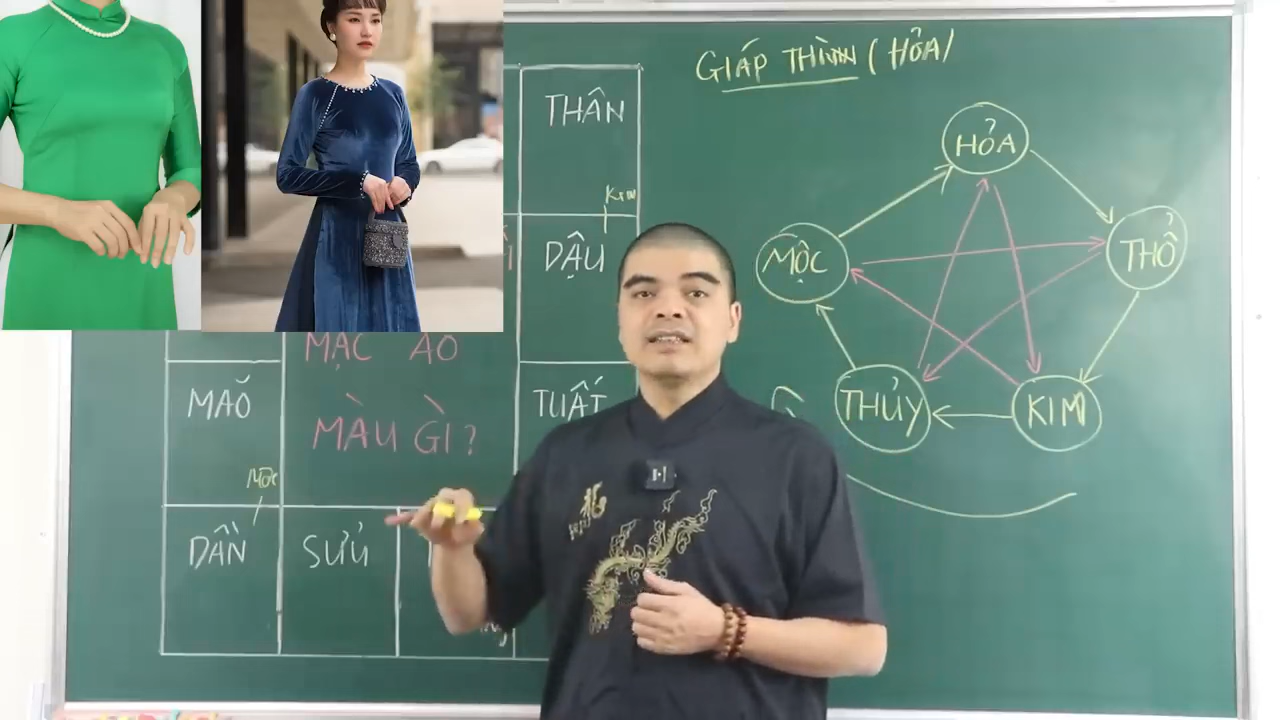 GIÁP THÌN (HỎA)
THÂN
Kim
DẬU
TUẤT
MẶC ÁO
MÀU GÌ?
MÃO
Mộc
DẦN
SỬU
HỎA
THỔ
KIM
THỦY
MỘC